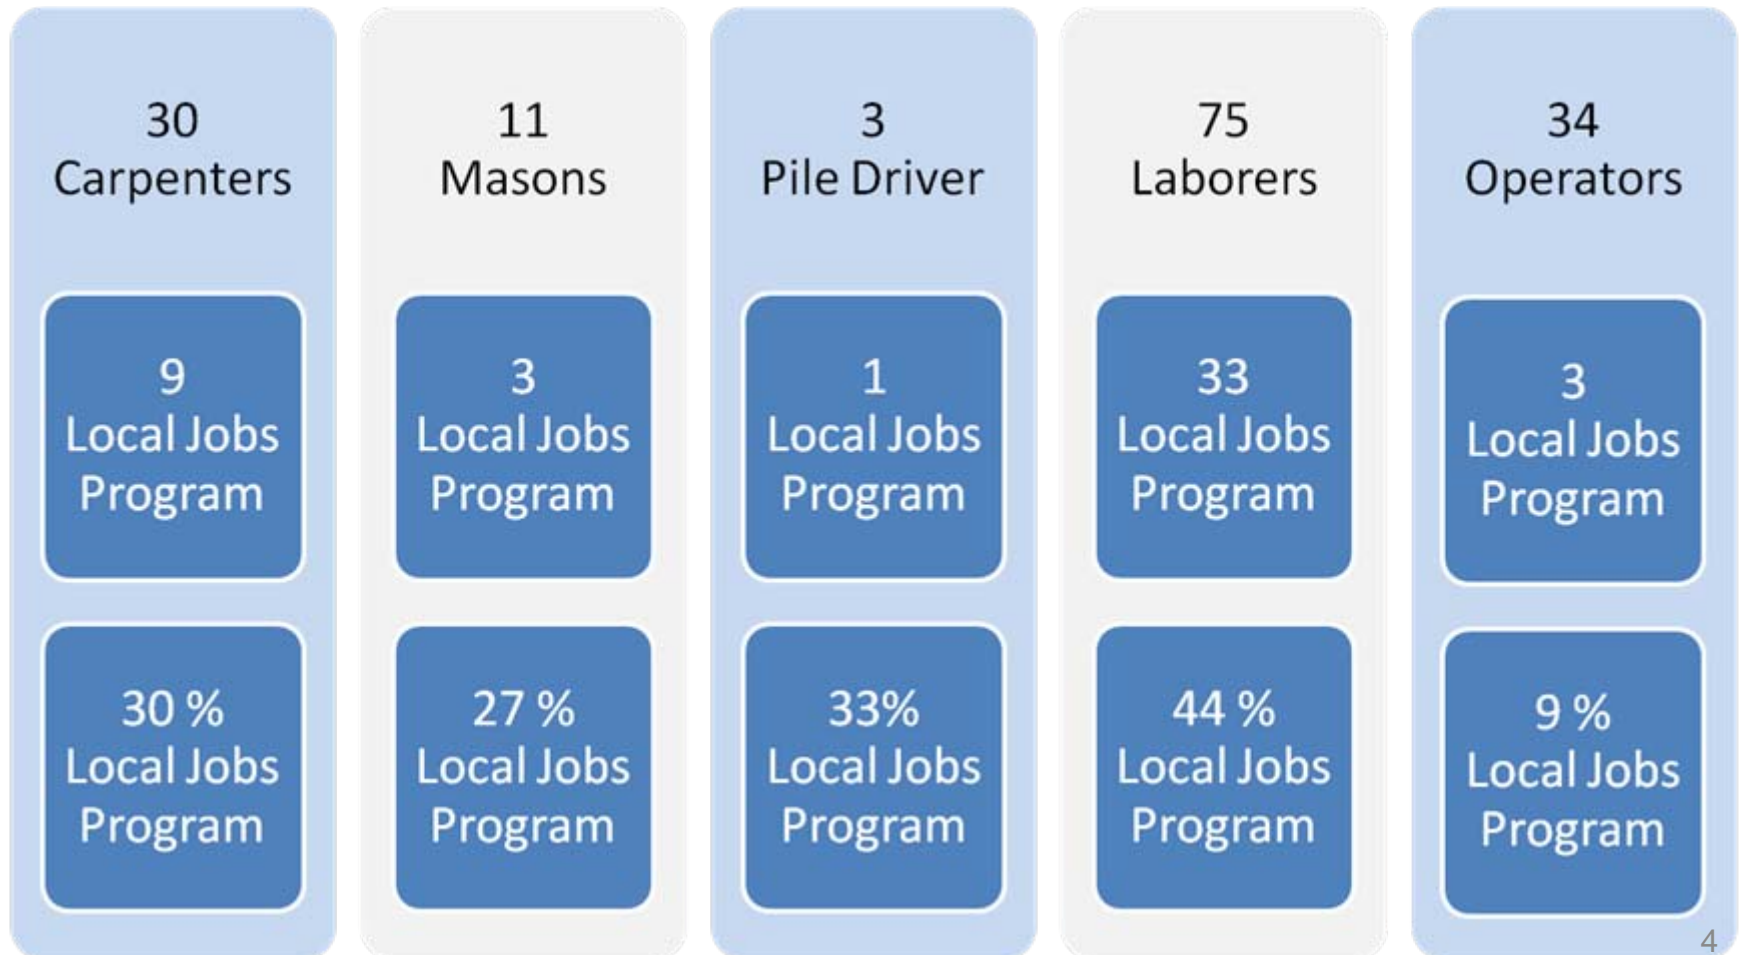 30
Carpenters
9
Local Jobs
Program
30 %
Local Jobs
Program
11
Masons
3
Local Jobs
Program
27 %
Local Jobs
Program
3
Pile Driver
1
Local Jobs
Program
33%
Local Jobs
Program
75
Laborers
33
Local Jobs
Program
44 %
Local Jobs
Program
34
Operators
3
Local Jobs
Program
9 %
Local Jobs
Program
4